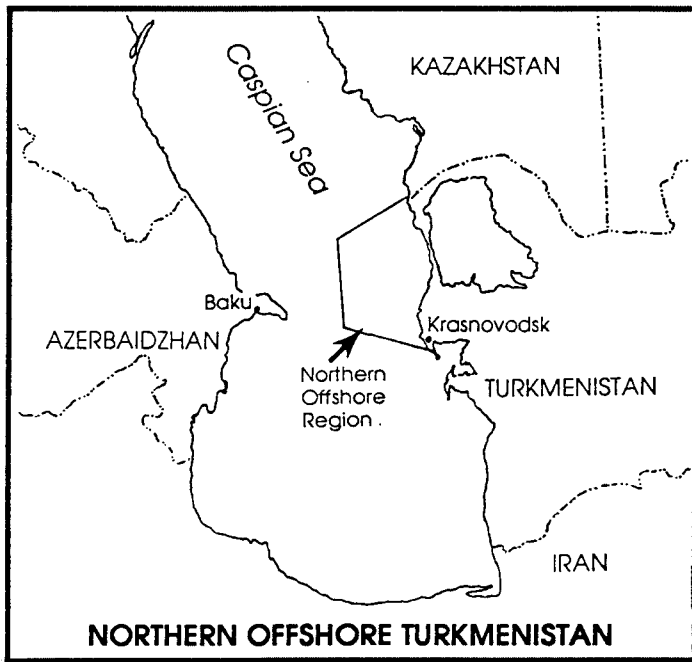 KAZAKHSTAN
Caspian Sea
Baku
Krasnovodsk
AZERBAIDZHAN
Northern
Offshore
Region .
TURKMENISTAN
IRAN
NORTHERN OFFSHORE TURKMENISTAN